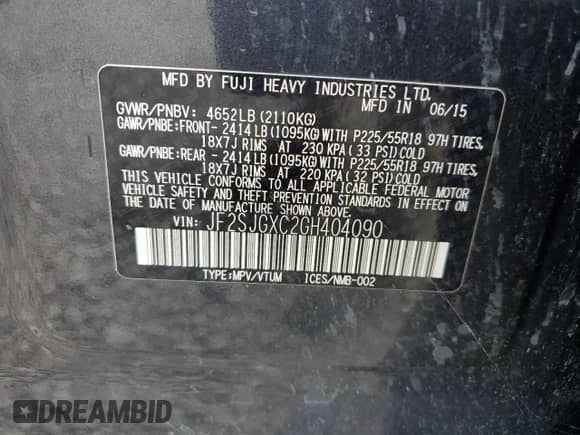 MFD BY FUJI HEAVY INDUSTRIES LTD.
GVWR/PNBV: 4652LB (2110KG) MFD IN 06/15
GAWR/PNBE: FRONT- 2414LB (1095KG) WITH P225/55R18 97H TIRES,
18X7J RIMS AT 230 KPA (33 PSI) COLD
GAWR/PNBE: REAR - 2414LB (1095KG) WITH P225/55R18 97H TIRES,
18X7J RIMS AT 220 KPA (32 PSI) COLD
THIS VEHICLE CONFORMS TO ALL APPLICABLE FEDERAL MOTOR
VEHICLE SAFETY AND THEFT PREVENTION STANDARDS IN EFFECT ON
THE DATE OF MANUFACTURE SHOWN ABOVE.
VIN: JF2SJGXC2GH404090
TYPE:MPV/VTUM ICES/NMB-002
DREAMBID